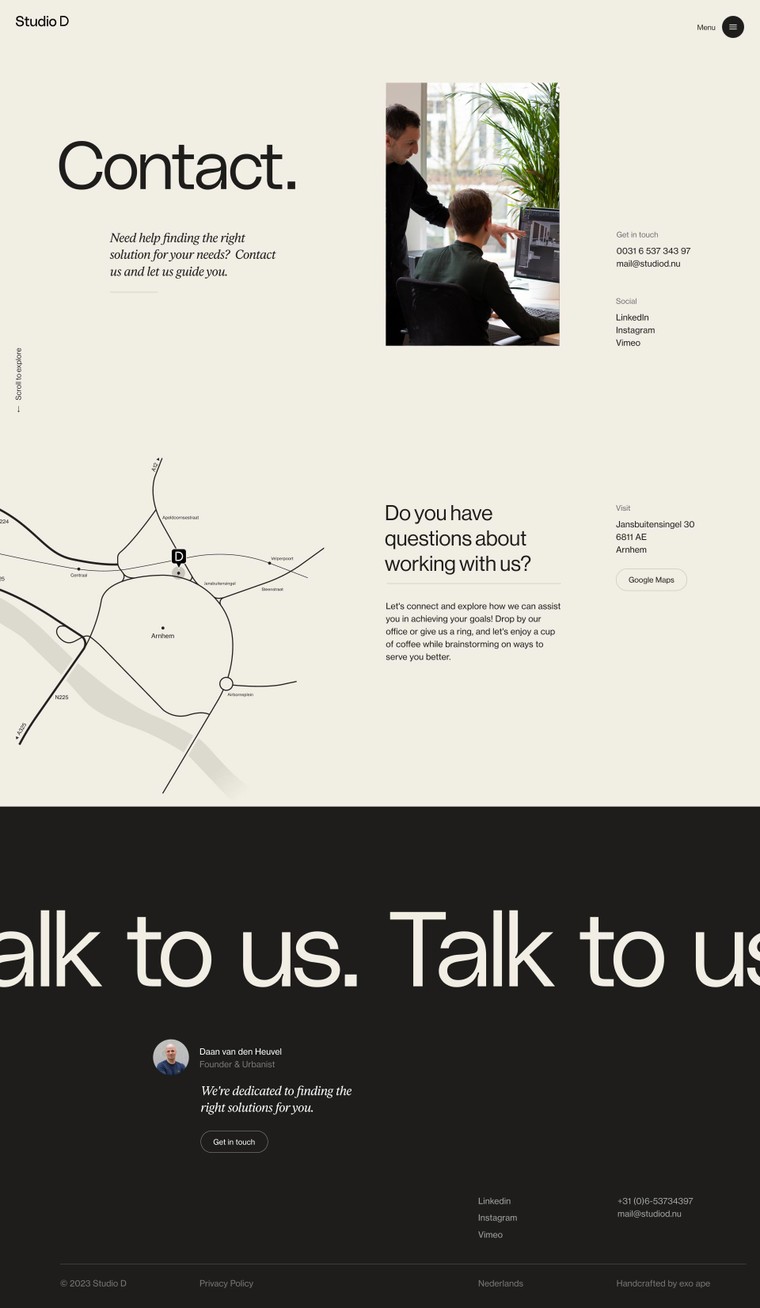 Studio D
Menu
Contact.
Need help finding the right
solution for your needs? Contact
us and let us guide you.
Get in touch
0031 6 537 343 97
mail@studiod.nu
Social
LinkedIn
Instagram
Vimeo
← Scroll to explore
A12
224
Apeldoornsestraat
D
Velperpoort
Centraal
Jansbuitensingel
Steenstraat
Arnhem
N225
A325
Do you have
questions about
working with us?
Let's connect and explore how we can assist
you in achieving your goals! Drop by our
office or give us a ring, and let's enjoy a cup
of coffee while brainstorming on ways to
serve you better.
Visit
Jansbuitensingel 30
6811 AE
Arnhem
Google Maps
alk to us. Talk to us
Daan van den Heuvel
Founder & Urbanist
We're dedicated to finding the
right solutions for you.
Get in touch
Linkedin
Instagram
Vimeo
+31 (0)6-53734397
mail@studiod.nu
© 2023 Studio D
Privacy Policy
Nederlands
Handcrafted by exo ape